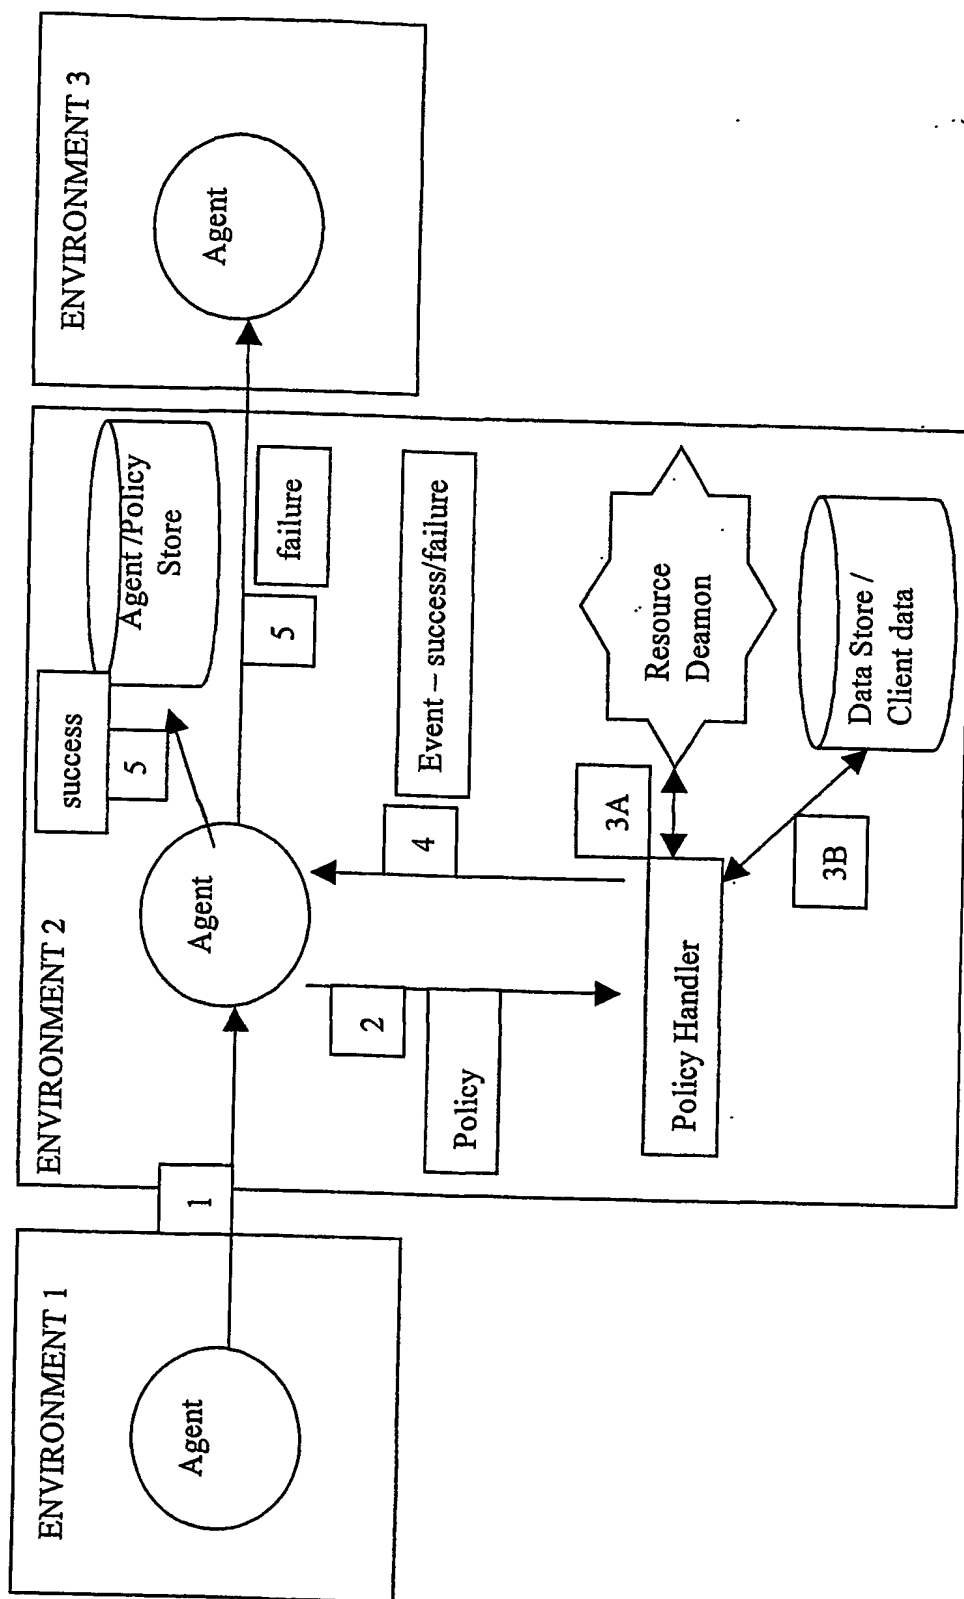 ENVIRONMENT 1
Agent
1
ENVIRONMENT 2
Agent
success
5
Agent /Policy
Store
5
failure
2
Policy
4
Event – success/failure
Policy Handler
3A
Resource
Deamon
3B
Data Store /
Client data
ENVIRONMENT 3
Agent